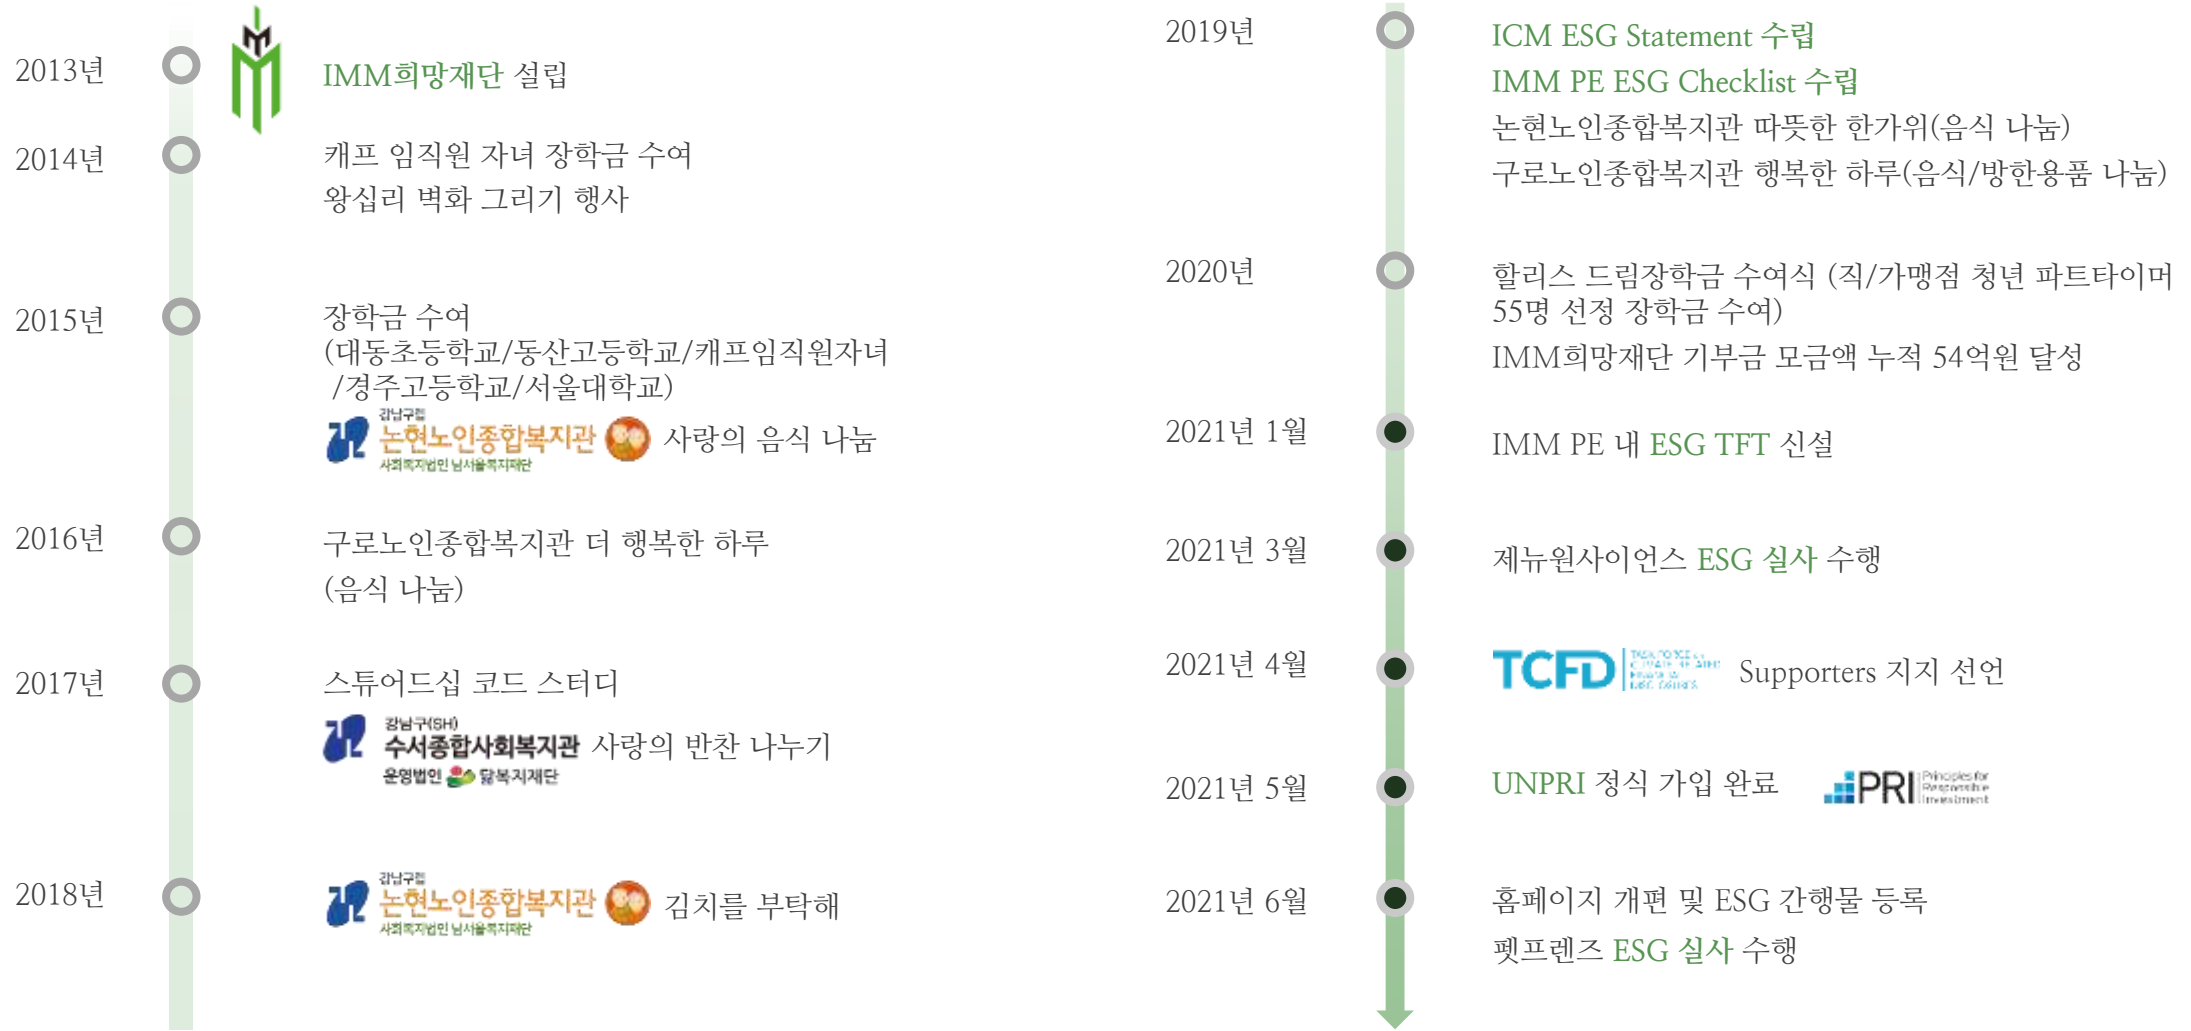 2013년
IMM희망재단 설립
2014년
캐프 임직원 자녀 장학금 수여
왕십리 벽화 그리기 행사
2015년
장학금 수여
(대동초등학교/동산고등학교/캐프임직원자녀
/경주고등학교/서울대학교)
강남구립
논현노인종합복지관 사랑의 음식 나눔
사회복지법인 남서울복지재단
2016년
구로노인종합복지관 더 행복한 하루
(음식 나눔)
2017년
스튜어드십 코드 스터디
강남구(SH)
수서종합사회복지관 사랑의 반찬 나누기
운영법인 닮복지재단
2018년
강남구립
논현노인종합복지관 김치를 부탁해
사회복지법인 남서울복지재단
2019년
ICM ESG Statement 수립
IMM PE ESG Checklist 수립
논현노인종합복지관 따뜻한 한가위(음식 나눔)
구로노인종합복지관 행복한 하루(음식/방한용품 나눔)
2020년
할리스 드림장학금 수여식 (직/가맹점 청년 파트타이머
55명 선정 장학금 수여)
IMM희망재단 기부금 모금액 누적 54억원 달성
2021년 1월
IMM PE 내 ESG TFT 신설
2021년 3월
제뉴원사이언스 ESG 실사 수행
2021년 4월
TCFD TASK FORCE on CLIMATE-RELATED FINANCIAL DISCLOSURES Supporters 지지 선언
2021년 5월
UNPRI 정식 가입 완료
PRI Principles for Responsible Investment
2021년 6월
홈페이지 개편 및 ESG 간행물 등록
펫프렌즈 ESG 실사 수행